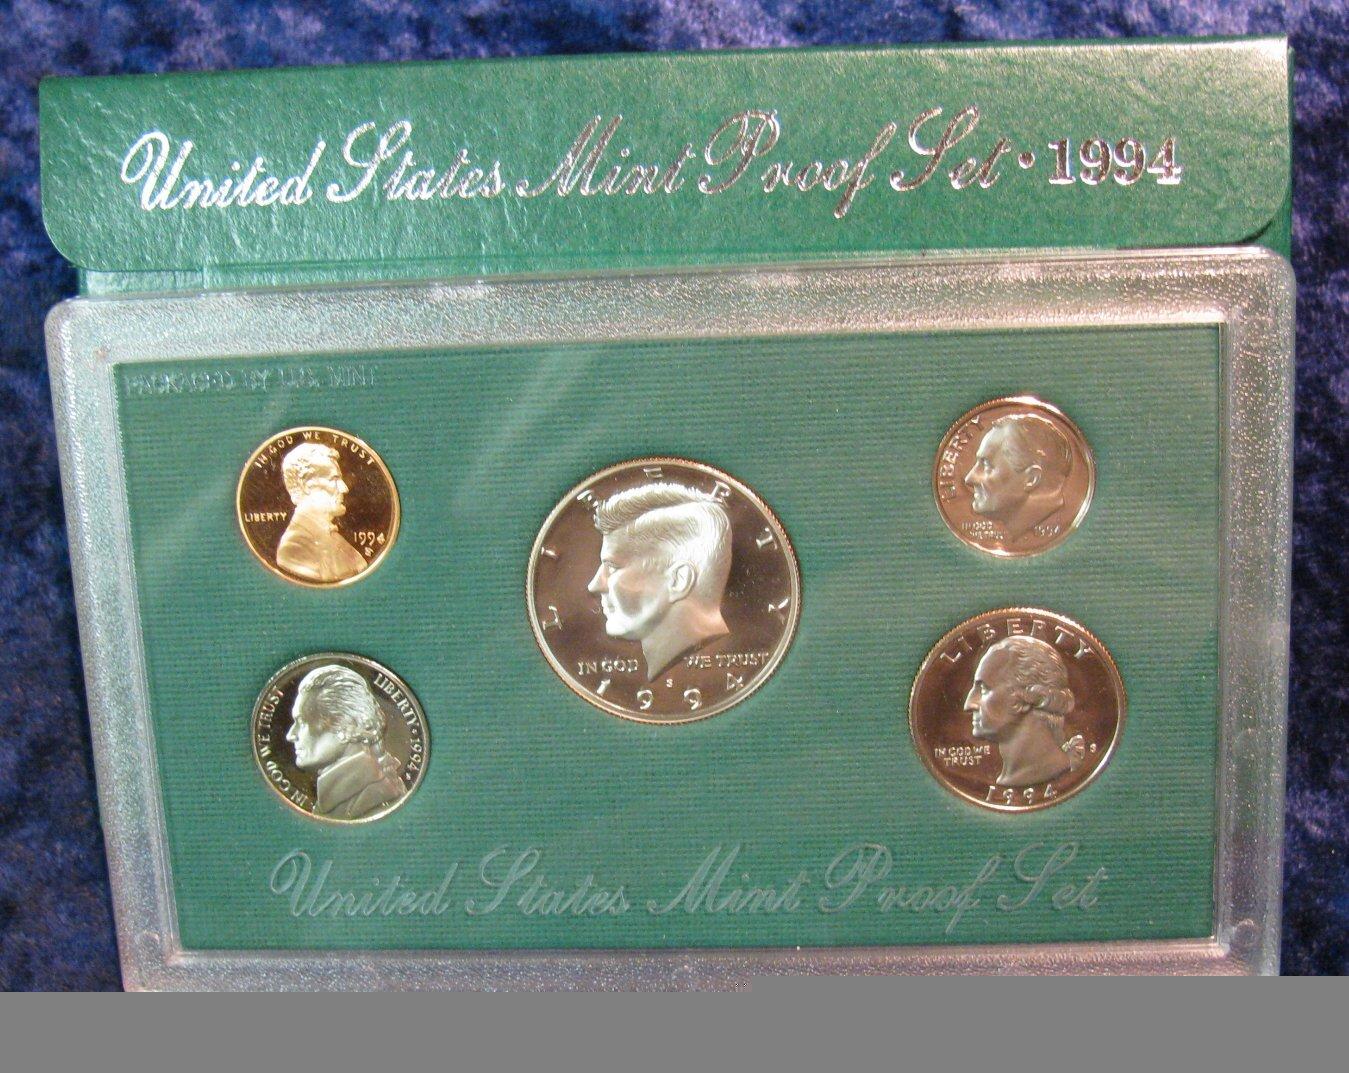 United States Mint Proof Set · 1994
PACKAGED BY U.S. MINT
IN GOD WE TRUST
LIBERTY
1994
S
LIBERTY
IN GOD WE TRUST
S
1994
LIBERTY
IN GOD
WE TRUST
1994
IN GOD WE TRUST
LIBERTY · 1994
LIBERTY
IN GOD WE
TRUST
S
1994
United States Mint Proof Set